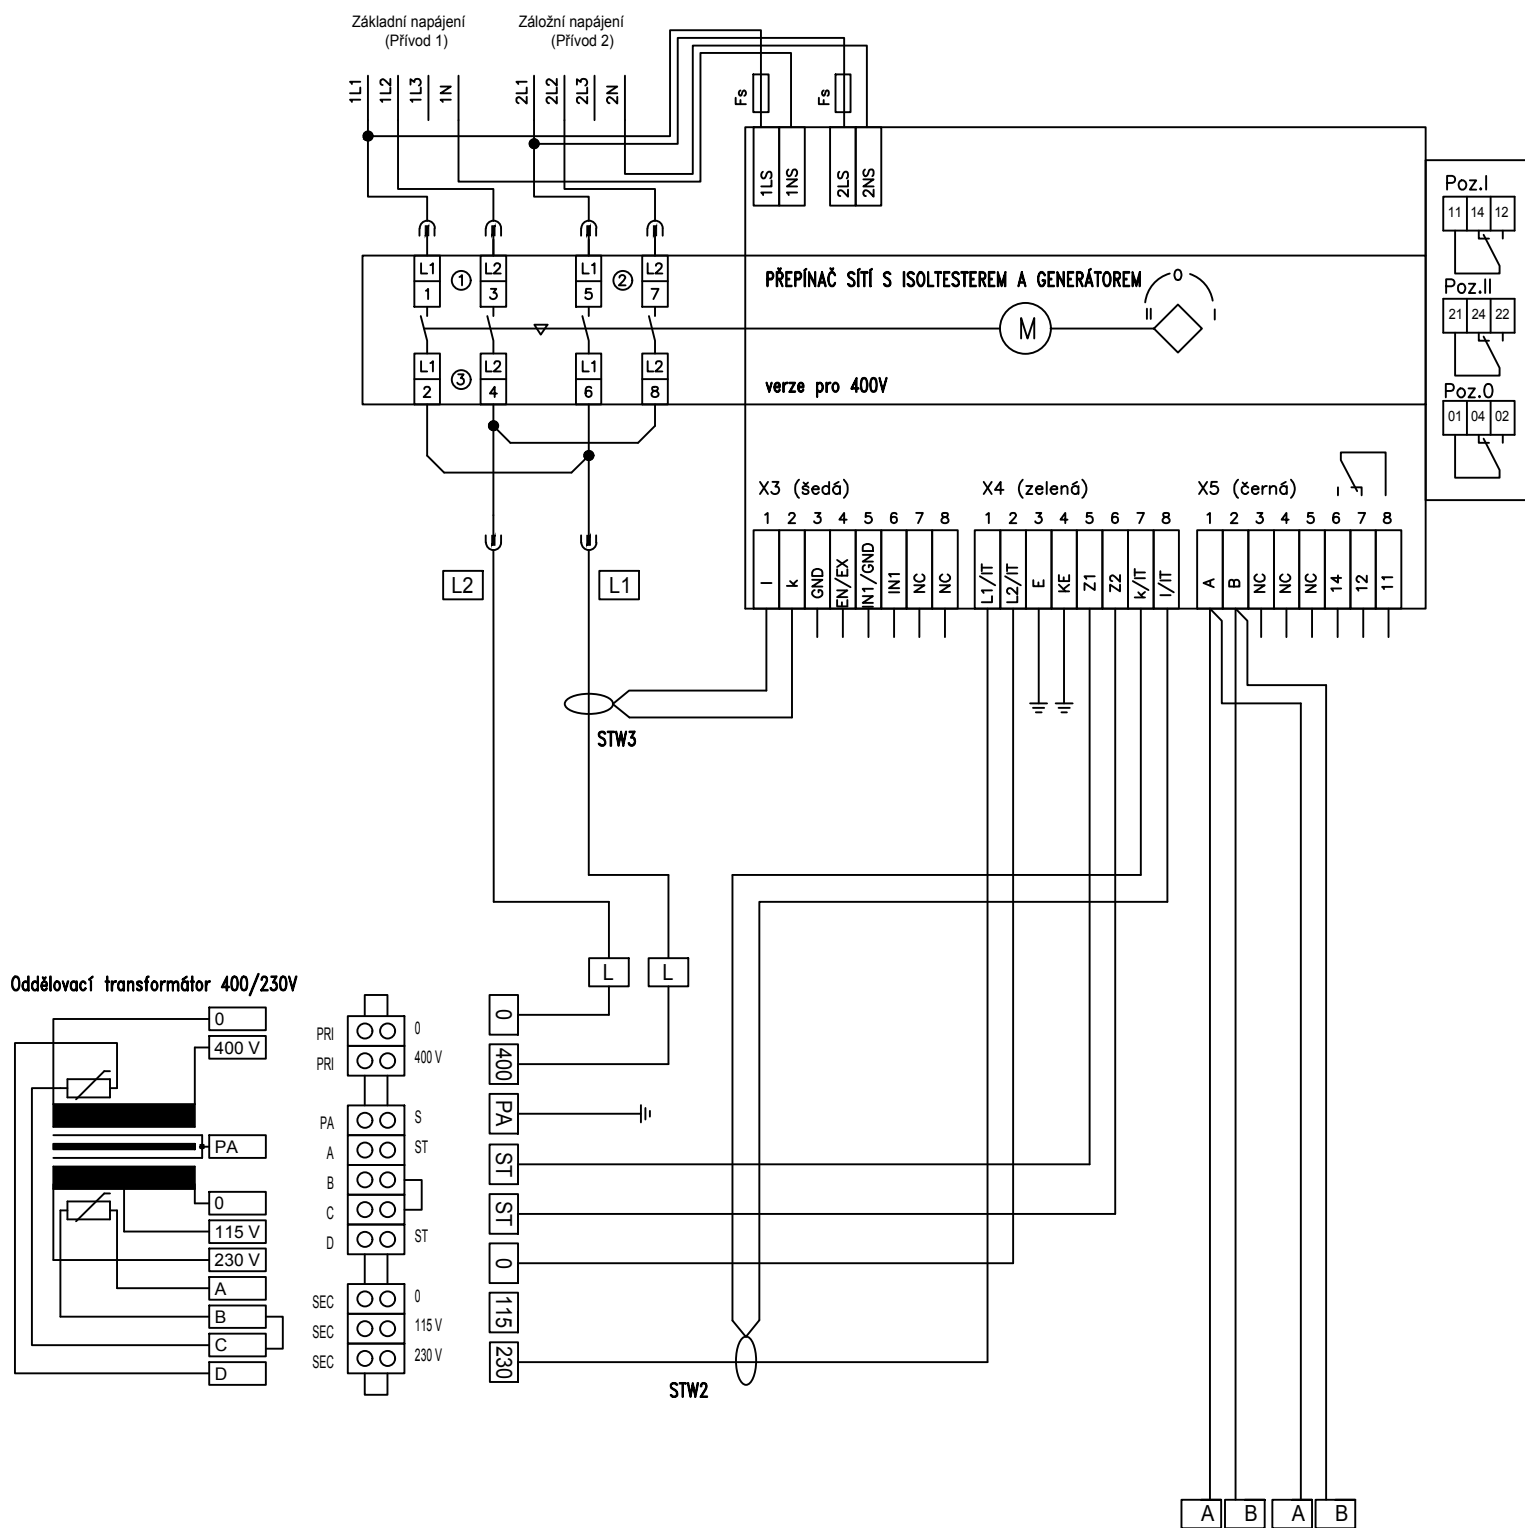 Základní napájení
(Přívod 1)
Záložní napájení
(Přívod 2)
1L1 1L2 1L3 1N 2L1 2L2 2L3 2N
Fs Fs
1LS 1NS 2LS 2NS
Poz.I
11 14 12
L1 ① L2 L1 ② L2
1 3 5 7
PŘEPÍNAČ SÍTÍ S ISOLTESTEREM A GENERÁTOREM
II 0 I
M
Poz.II
21 24 22
L1 ③ L2 L1 L2
2 4 6 8
verze pro 400V
Poz.0
01 04 02
X3 (šedá) X4 (zelená) X5 (černá)
1 2 3 4 5 6 7 8 1 2 3 4 5 6 7 8 1 2 3 4 5 6 7 8
l k GND EN/EX IN1/GND IN1 NC NC
L1/IT L2/IT E KE Z1 Z2 k/IT l/IT
A B NC NC NC 14 12 11
L2 L1
STW3
L L
Oddělovací transformátor 400/230V
0
400 V
PA
0
115 V
230 V
A
B
C
D
PRI 0
PRI 400 V
PA S
A ST
B
C
D ST
SEC 0
SEC 115 V
SEC 230 V
0
400
PA
ST
ST
0
115
230
STW2
A B A B